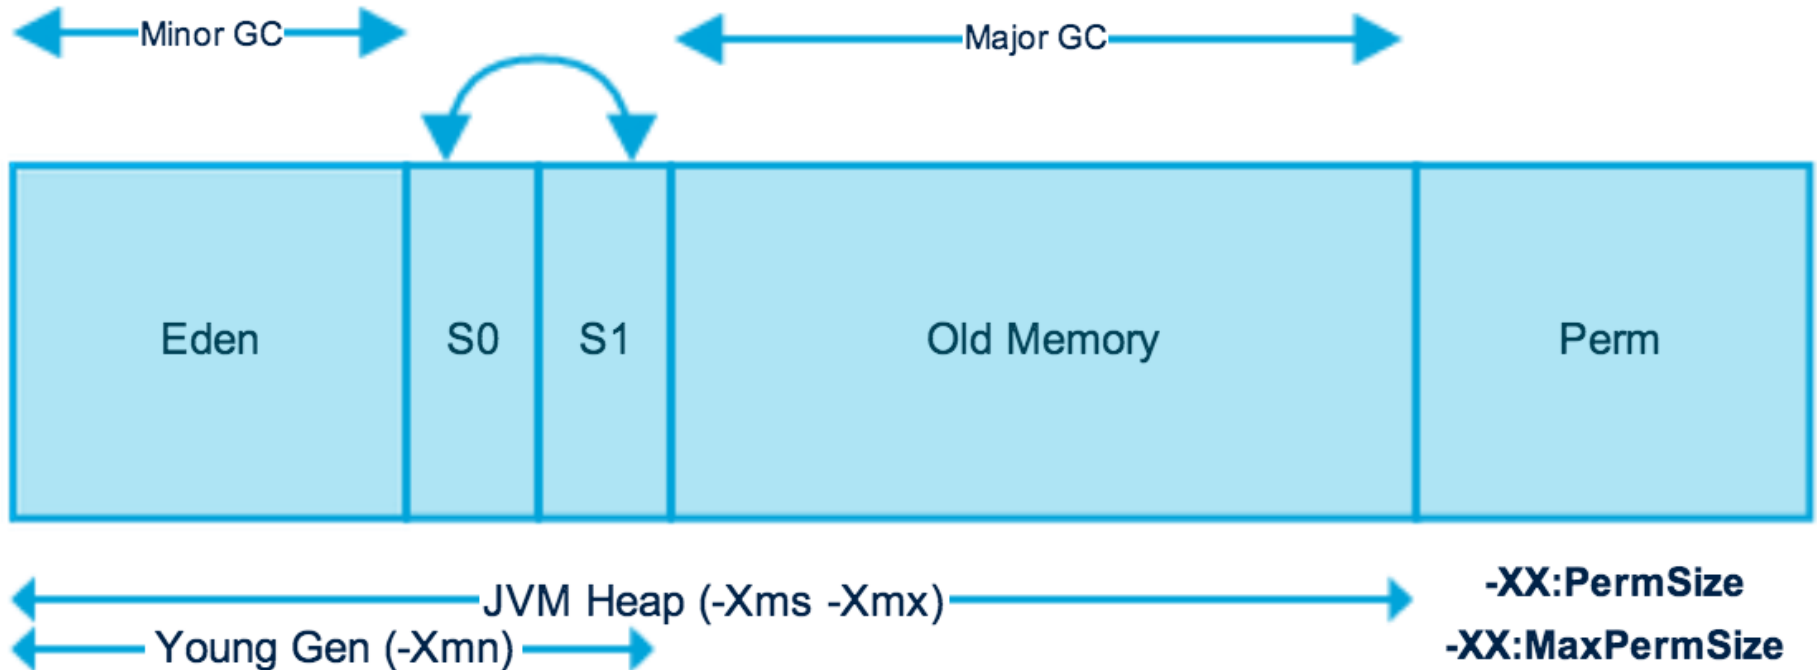 Minor GC
Major GC
Eden
S0
S1
Old Memory
Perm
JVM Heap (-Xms -Xmx)
-XX:PermSize
Young Gen (-Xmn)
-XX:MaxPermSize